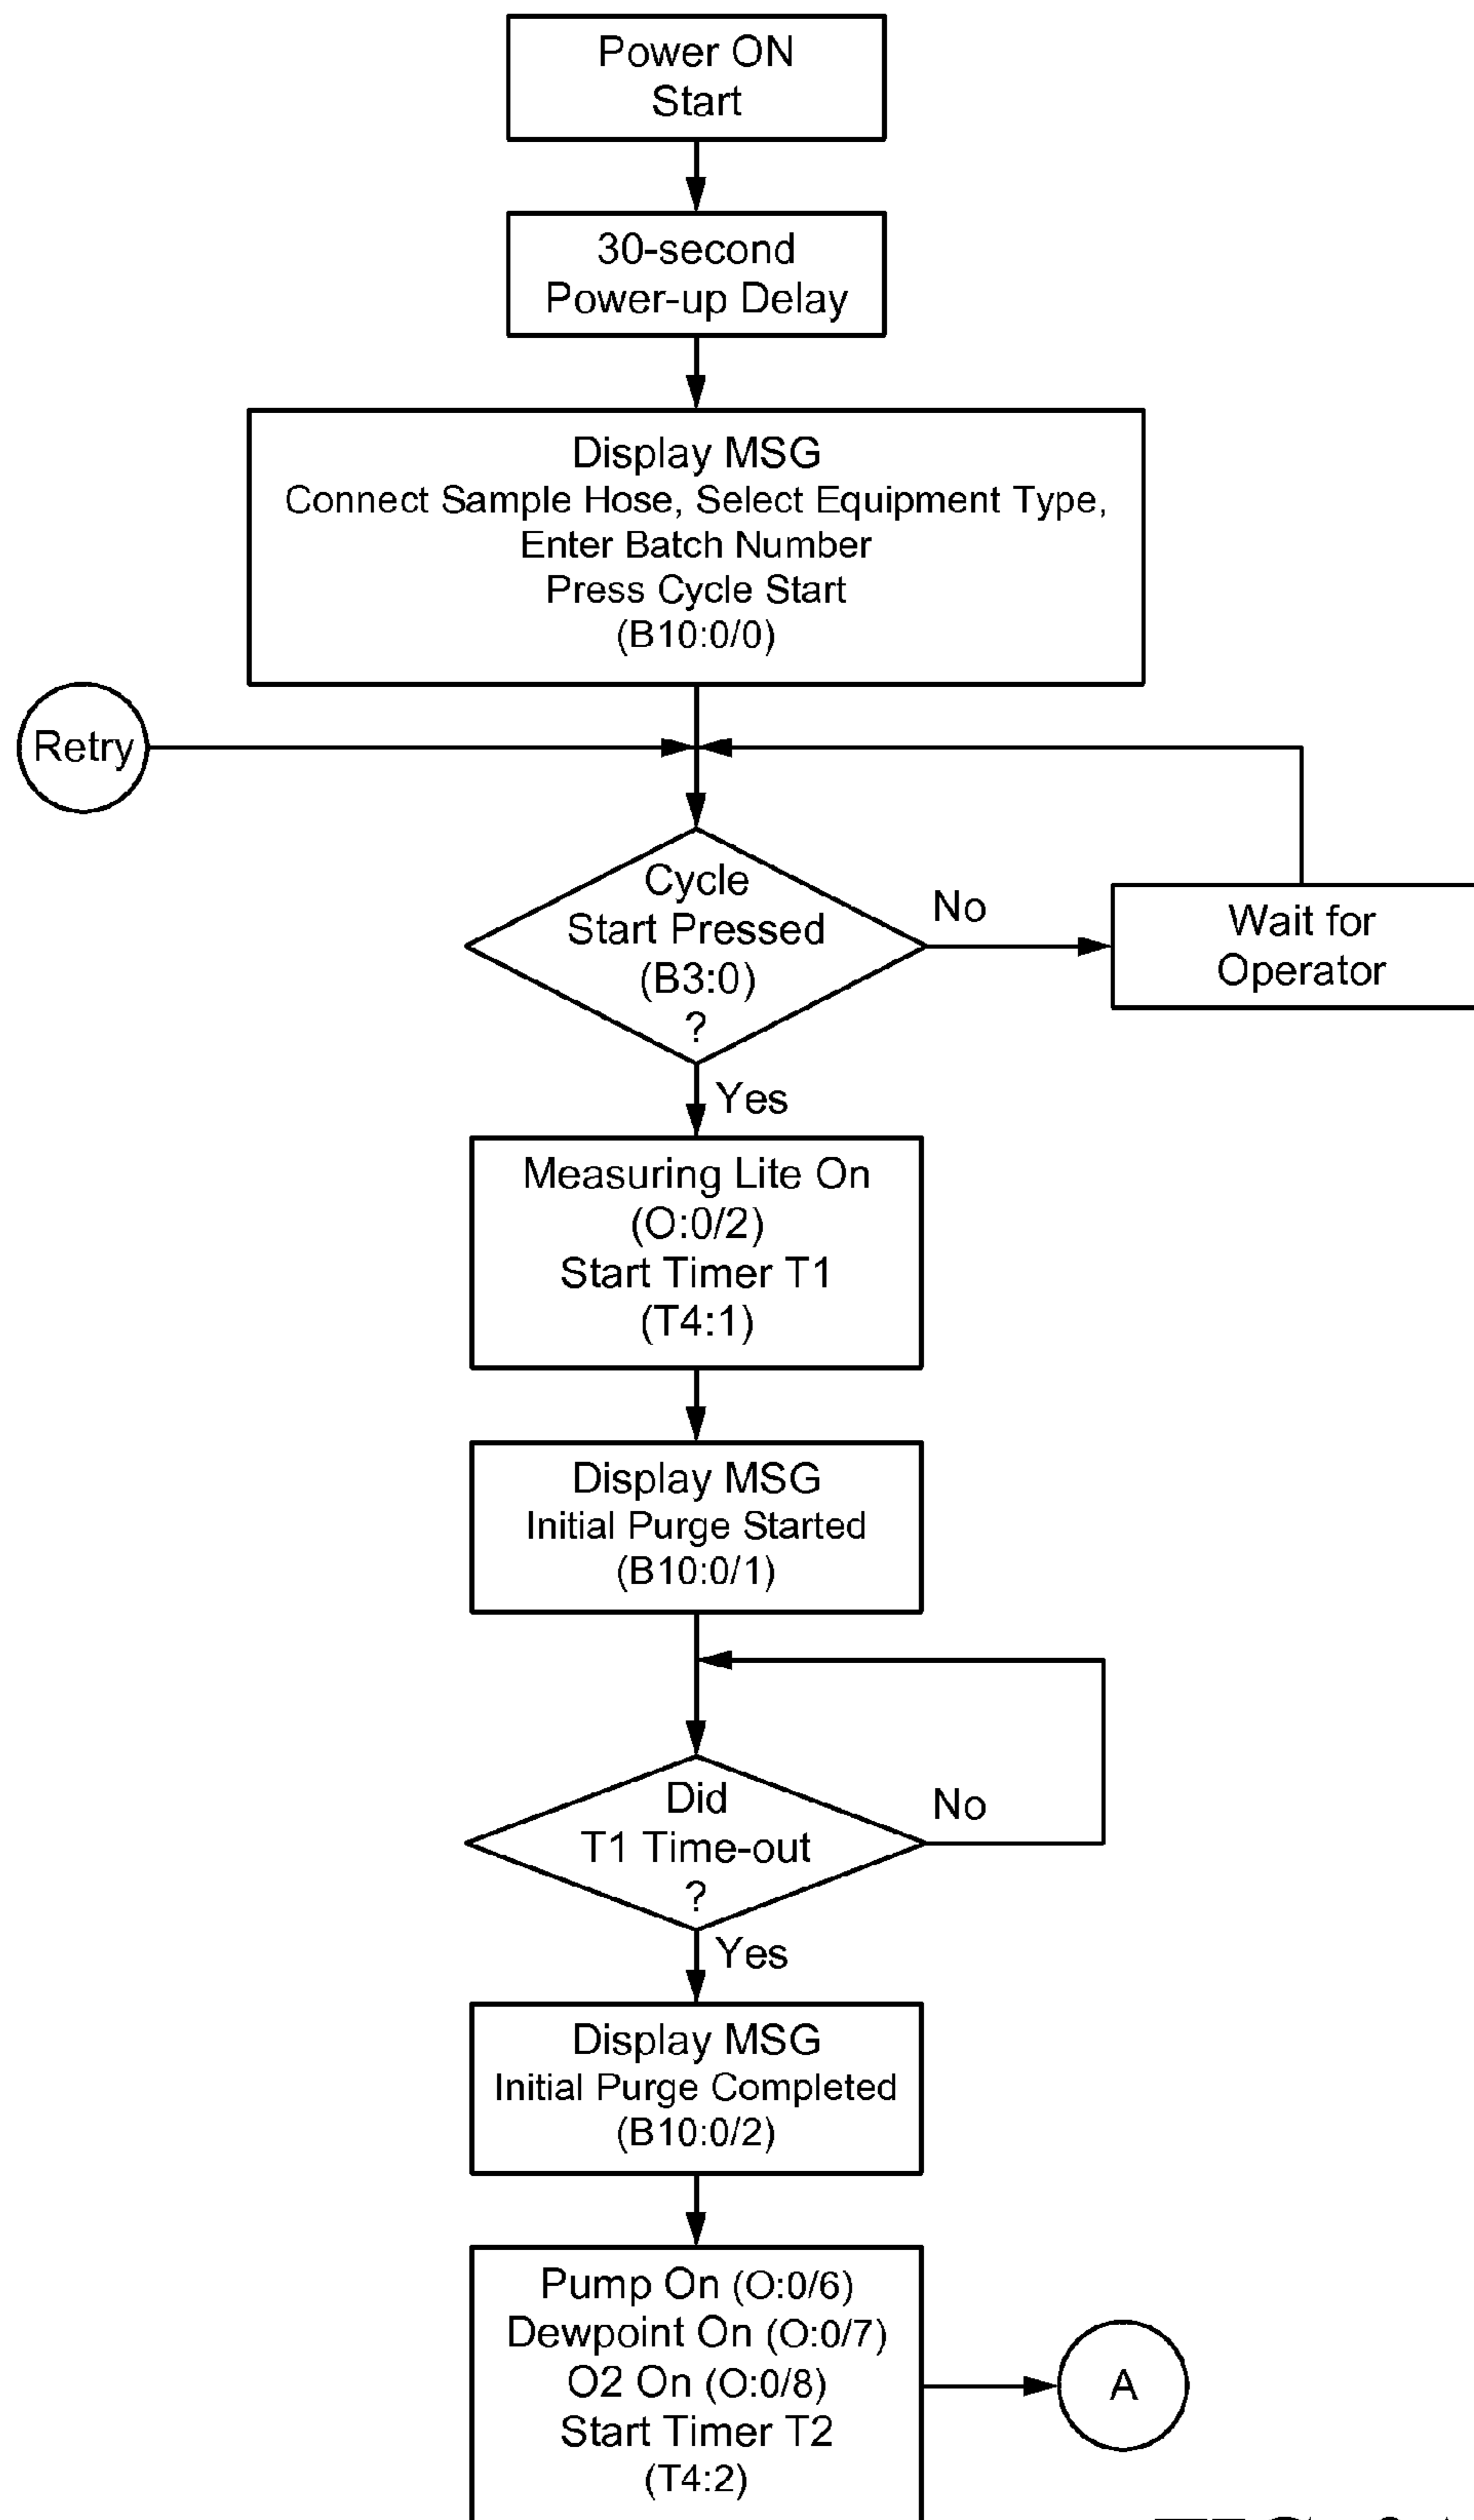 Power ON
Start
30-second
Power-up Delay
Display MSG
Connect Sample Hose, Select Equipment Type,
Enter Batch Number
Press Cycle Start
(B10:0/0)
Retry
Cycle
Start Pressed
(B3:0)
?
No
Wait for
Operator
Yes
Measuring Lite On
(O:0/2)
Start Timer T1
(T4:1)
Display MSG
Initial Purge Started
(B10:0/1)
Did
T1 Time-out
?
No
Yes
Display MSG
Initial Purge Completed
(B10:0/2)
Pump On (O:0/6)
Dewpoint On (O:0/7)
O2 On (O:0/8)
Start Timer T2
(T4:2)
A